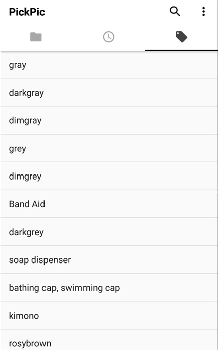 PickPic
gray
darkgray
dimgray
grey
dimgrey
Band Aid
darkgrey
soap dispenser
bathing cap, swimming cap
kimono
rosybrown